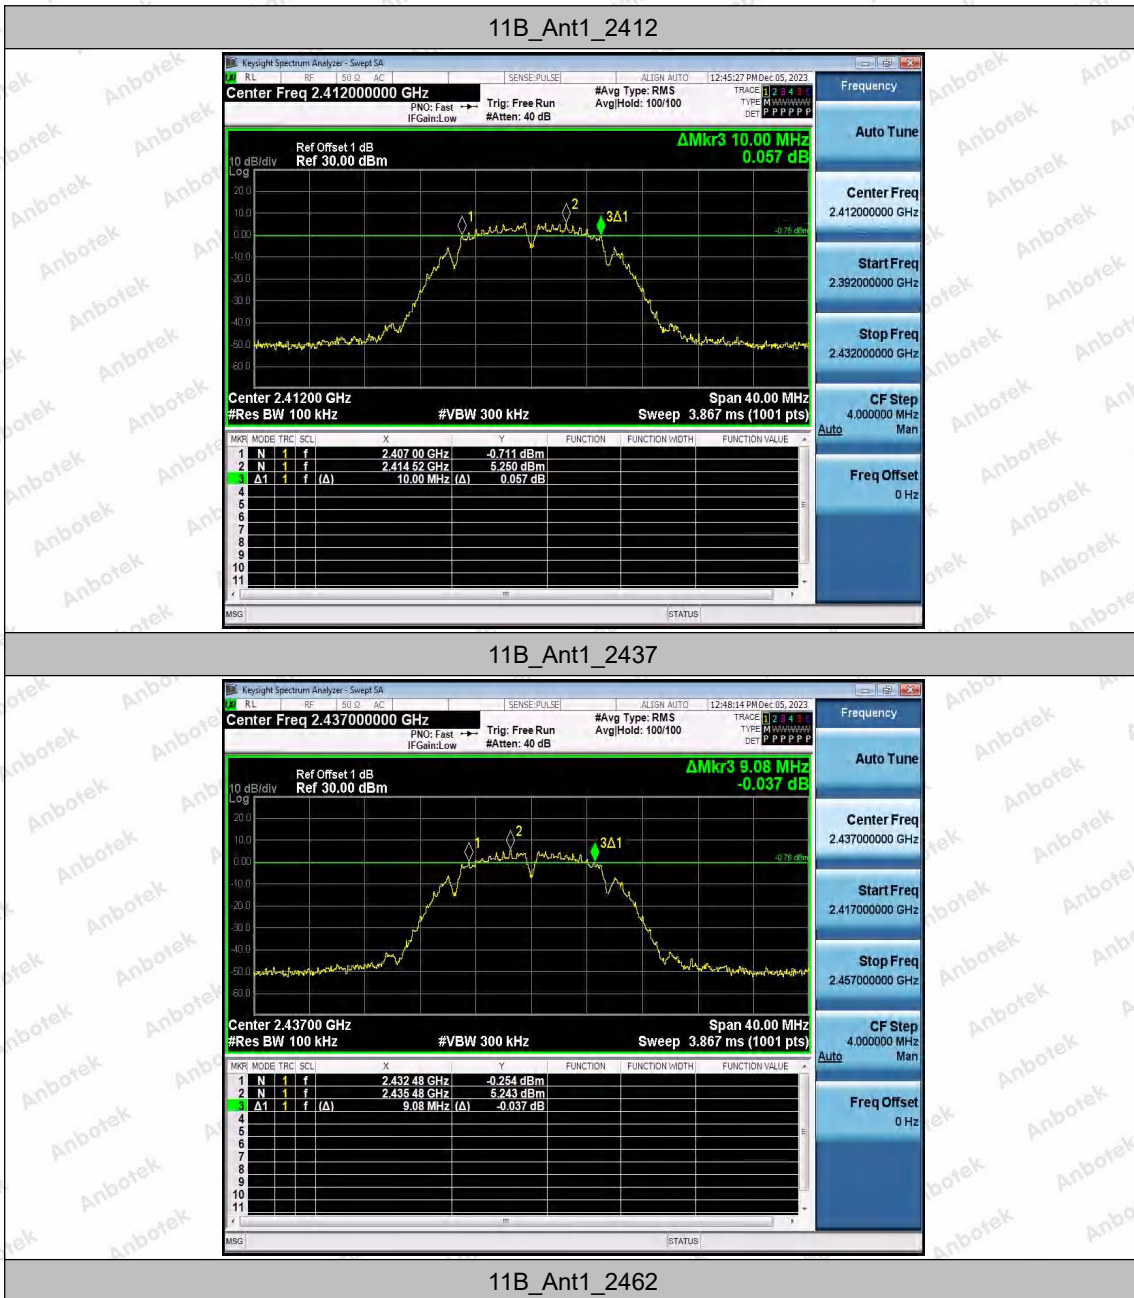 11B_Ant1_2412
Keysight Spectrum Analyzer - Swept SA
RL RF 50 Ω AC SENSE:PULSE ALIGN AUTO 12:45:27 PM Dec 05, 2023
Center Freq 2.412000000 GHz
PNO: Fast
IFGain:Low
Trig: Free Run
#Atten: 40 dB
#Avg Type: RMS
Avg|Hold: 100/100
TRACE 1 2 3 4 5 6
TYPE M WWWWW
DET P P P P P P
Frequency
Auto Tune
Center Freq
2.412000000 GHz
Start Freq
2.392000000 GHz
Stop Freq
2.432000000 GHz
CF Step
4.000000 MHz
Auto Man
Freq Offset
0 Hz
ΔMkr3 10.00 MHz
0.057 dB
Ref Offset 1 dB
10 dB/div Ref 30.00 dBm
Log
20.0
10.0
0.00
-10.0
-20.0
-30.0
-40.0
-50.0
-60.0
1
2
3Δ1
-0.75 dBm
Center 2.41200 GHz Span 40.00 MHz
#Res BW 100 kHz #VBW 300 kHz Sweep 3.867 ms (1001 pts)
MKR MODE TRC SCL X Y FUNCTION FUNCTION WIDTH FUNCTION VALUE
1 N 1 f 2.407 00 GHz -0.711 dBm
2 N 1 f 2.414 52 GHz 5.250 dBm
3 Δ1 1 f (Δ) 10.00 MHz (Δ) 0.057 dB
4
5
6
7
8
9
10
11
MSG STATUS
11B_Ant1_2437
Keysight Spectrum Analyzer - Swept SA
RL RF 50 Ω AC SENSE:PULSE ALIGN AUTO 12:48:14 PM Dec 05, 2023
Center Freq 2.437000000 GHz
PNO: Fast
IFGain:Low
Trig: Free Run
#Atten: 40 dB
#Avg Type: RMS
Avg|Hold: 100/100
TRACE 1 2 3 4 5 6
TYPE M WWWWW
DET P P P P P P
Frequency
Auto Tune
Center Freq
2.437000000 GHz
Start Freq
2.417000000 GHz
Stop Freq
2.457000000 GHz
CF Step
4.000000 MHz
Auto Man
Freq Offset
0 Hz
ΔMkr3 9.08 MHz
-0.037 dB
Ref Offset 1 dB
10 dB/div Ref 30.00 dBm
Log
20.0
10.0
0.00
-10.0
-20.0
-30.0
-40.0
-50.0
-60.0
1
2
3Δ1
-0.76 dBm
Center 2.43700 GHz Span 40.00 MHz
#Res BW 100 kHz #VBW 300 kHz Sweep 3.867 ms (1001 pts)
MKR MODE TRC SCL X Y FUNCTION FUNCTION WIDTH FUNCTION VALUE
1 N 1 f 2.432 48 GHz -0.254 dBm
2 N 1 f 2.435 48 GHz 5.243 dBm
3 Δ1 1 f (Δ) 9.08 MHz (Δ) -0.037 dB
4
5
6
7
8
9
10
11
MSG STATUS
11B_Ant1_2462
Anbotek